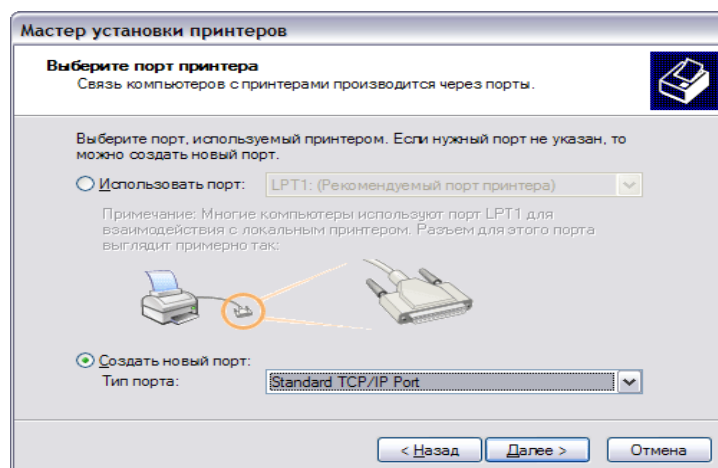 Мастер установки принтеров
Выберите порт принтера
Связь компьютеров с принтерами производится через порты.
Выберите порт, используемый принтером. Если нужный порт не указан, то
можно создать новый порт.
Использовать порт: LPT1: (Рекомендуемый порт принтера)
Примечание: Многие компьютеры используют порт LPT1 для
взаимодействия с локальным принтером. Разъем для этого порта
выглядит примерно так:
Создать новый порт:
Тип порта: Standard TCP/IP Port
< Назад Далее > Отмена